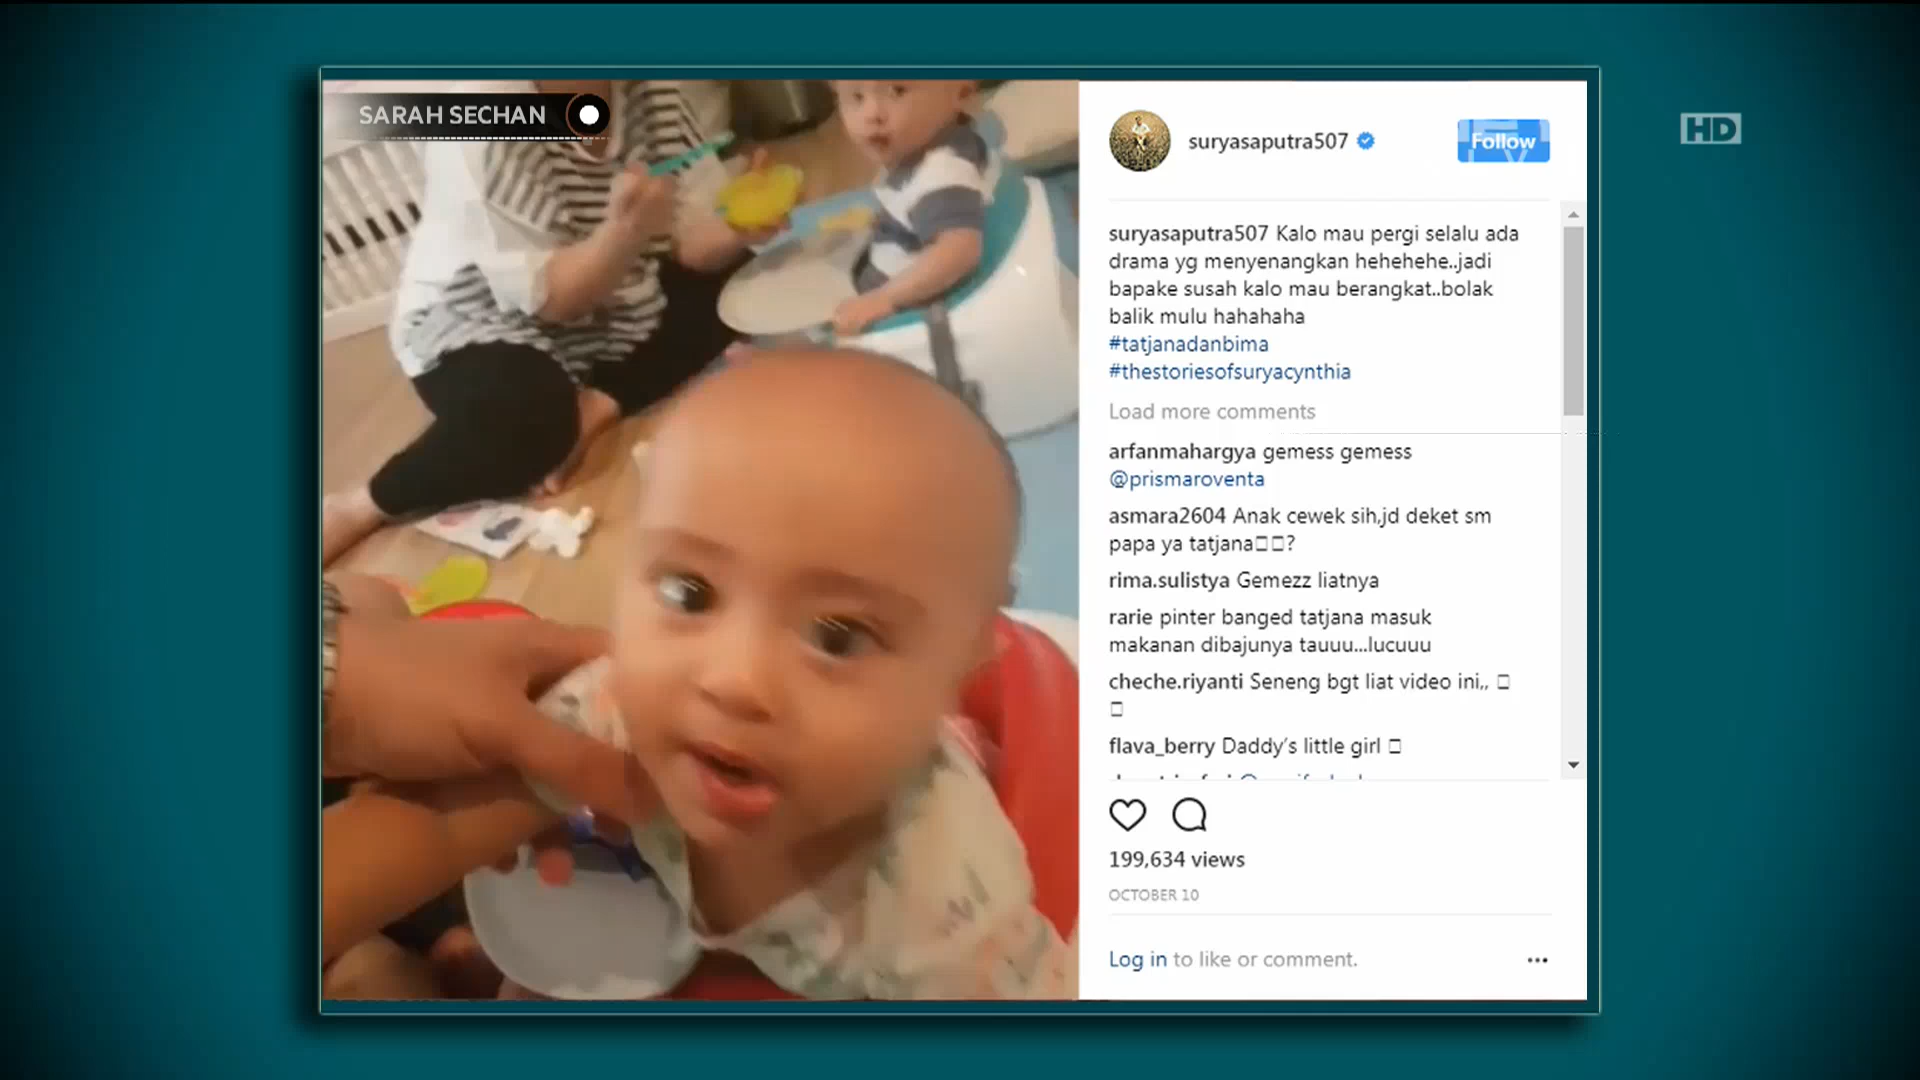 SARAH SECHAN
HD
suryasaputra507
Follow
suryasaputra507 Kalo mau pergi selalu ada
drama yg menyenangkan hehehehe..jadi
bapake susah kalo mau berangkat..bolak
balik mulu hahahaha
#tatjanadanbima
#thestoriesofsuryacynthia
Load more comments
arfanmahargya gemess gemess
@prismaroventa
asmara2604 Anak cewek sih,jd deket sm
papa ya tatjana□□?
rima.sulistya Gemezz liatnya
rarie pinter banged tatjana masuk
makanan dibajunya tauuu...lucuuu
cheche.riyanti Seneng bgt liat video ini,, □
□
flava_berry Daddy's little girl □
199,634 views
OCTOBER 10
Log in to like or comment.